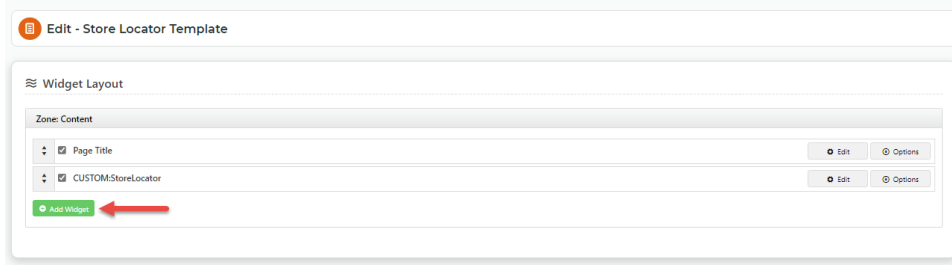 Edit - Store Locator Template
Widget Layout
Zone: Content
Page Title Edit Options
CUSTOM:StoreLocator Edit Options
Add Widget